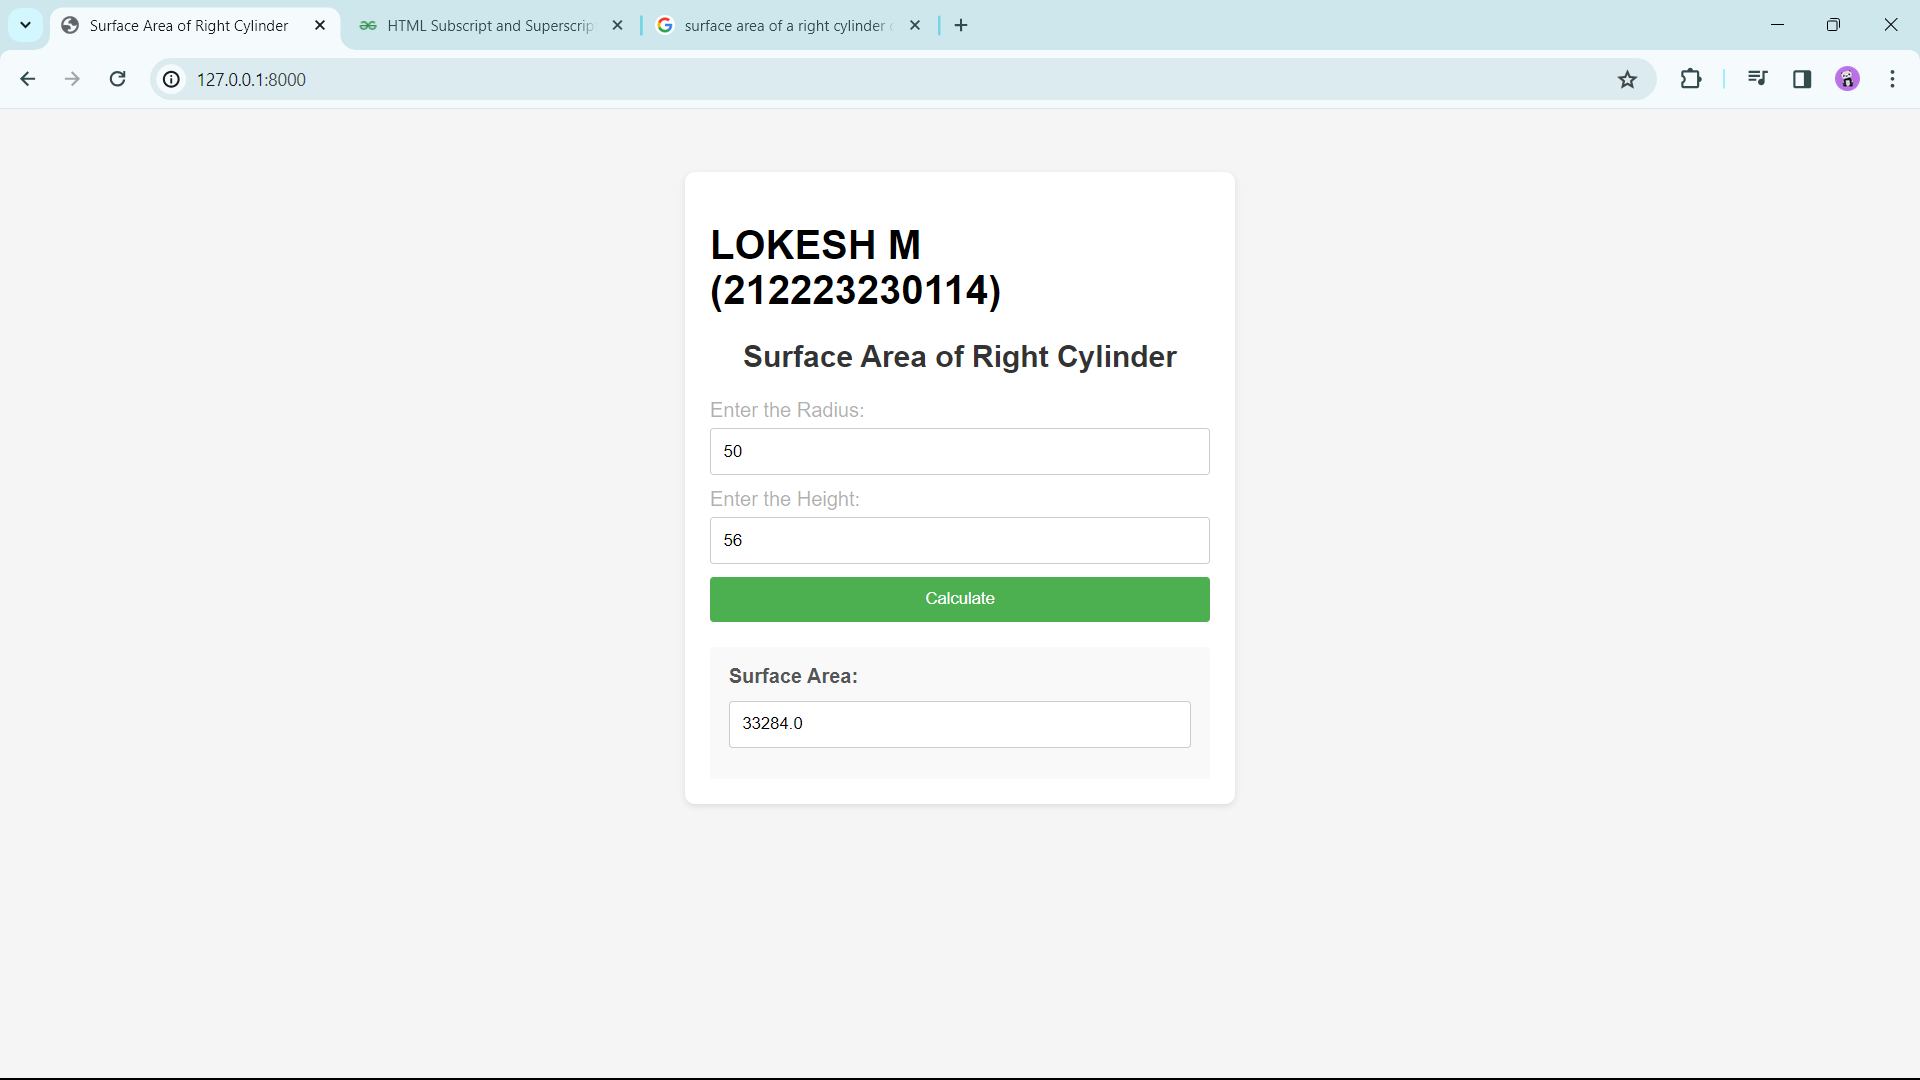 Surface Area of Right Cylinder
HTML Subscript and Superscrip
surface area of a right cylinder
127.0.0.1:8000
LOKESH M
(212223230114)
Surface Area of Right Cylinder
Enter the Radius:
50
Enter the Height:
56
Calculate
Surface Area:
33284.0